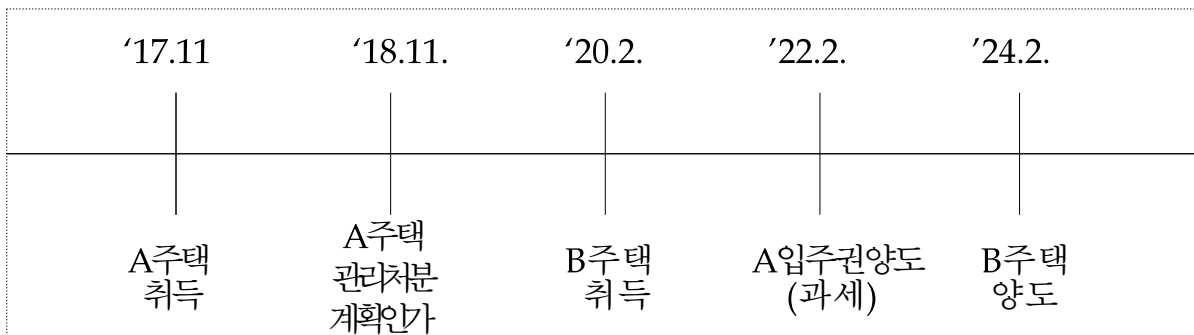 ‘17.11 ‘18.11. ‘20.2. ’22.2. ’24.2.
A주택
취득
A주택
관리처분
계획인가
B주택
취득
A입주권양도
(과세)
B주택
양도